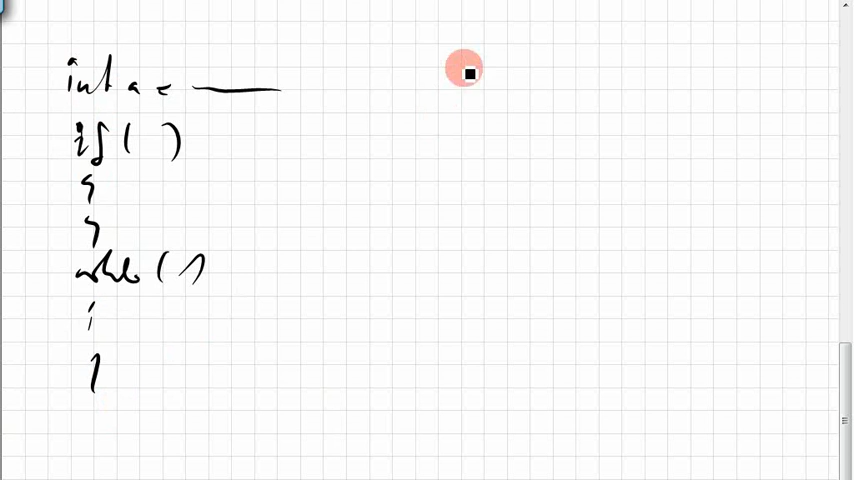 int a = ____
if ( )
{
}
while ( )
{
}